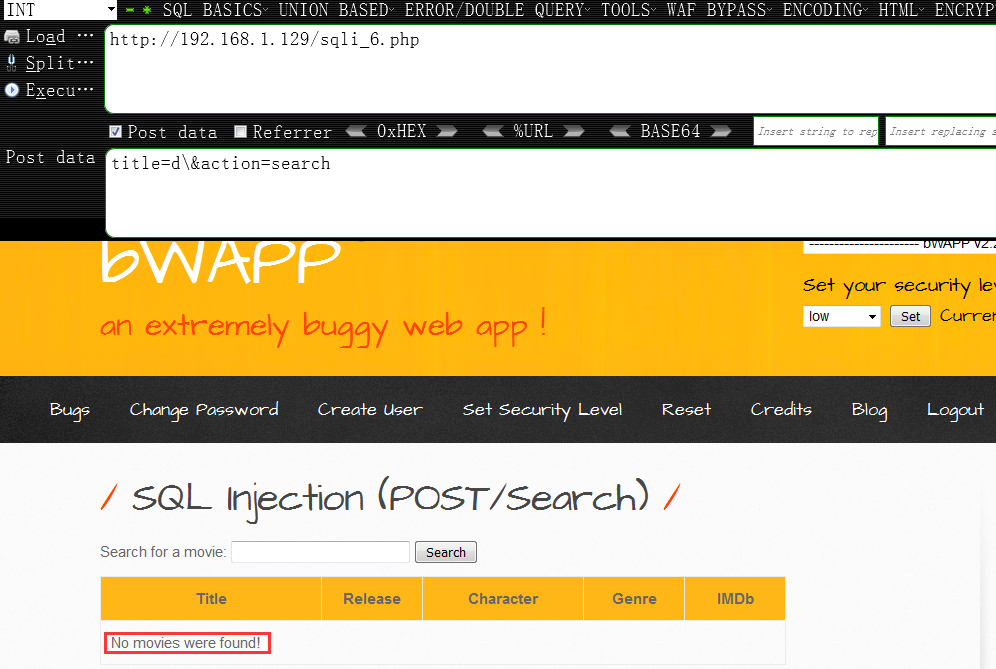 INT SQL BASICS UNION BASED ERROR/DOUBLE QUERY TOOLS WAF BYPASS ENCODING HTML ENCRYP
Load ...
http://192.168.1.129/sqli_6.php
Split...
Execu...
Post data Referrer 0xHEX %URL BASE64 Insert string to rep Insert replacing s
Post data
title=d\&action=search
bWAPP
---------------------- bWAPP v2.2
an extremely buggy web app !
Set your security lev
low Set Curren
Bugs Change Password Create User Set Security Level Reset Credits Blog Logout
/ SQL Injection (POST/Search) /
Search for a movie: Search
Title Release Character Genre IMDb
No movies were found!